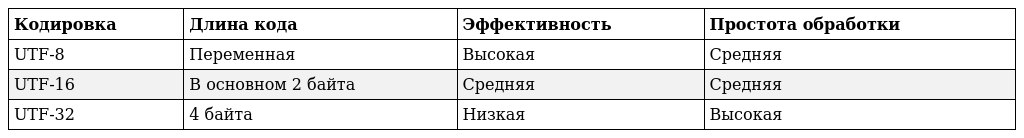 Кодировка Длина кода Эффективность Простота обработки
UTF-8 Переменная Высокая Средняя
UTF-16 В основном 2 байта Средняя Средняя
UTF-32 4 байта Низкая Высокая